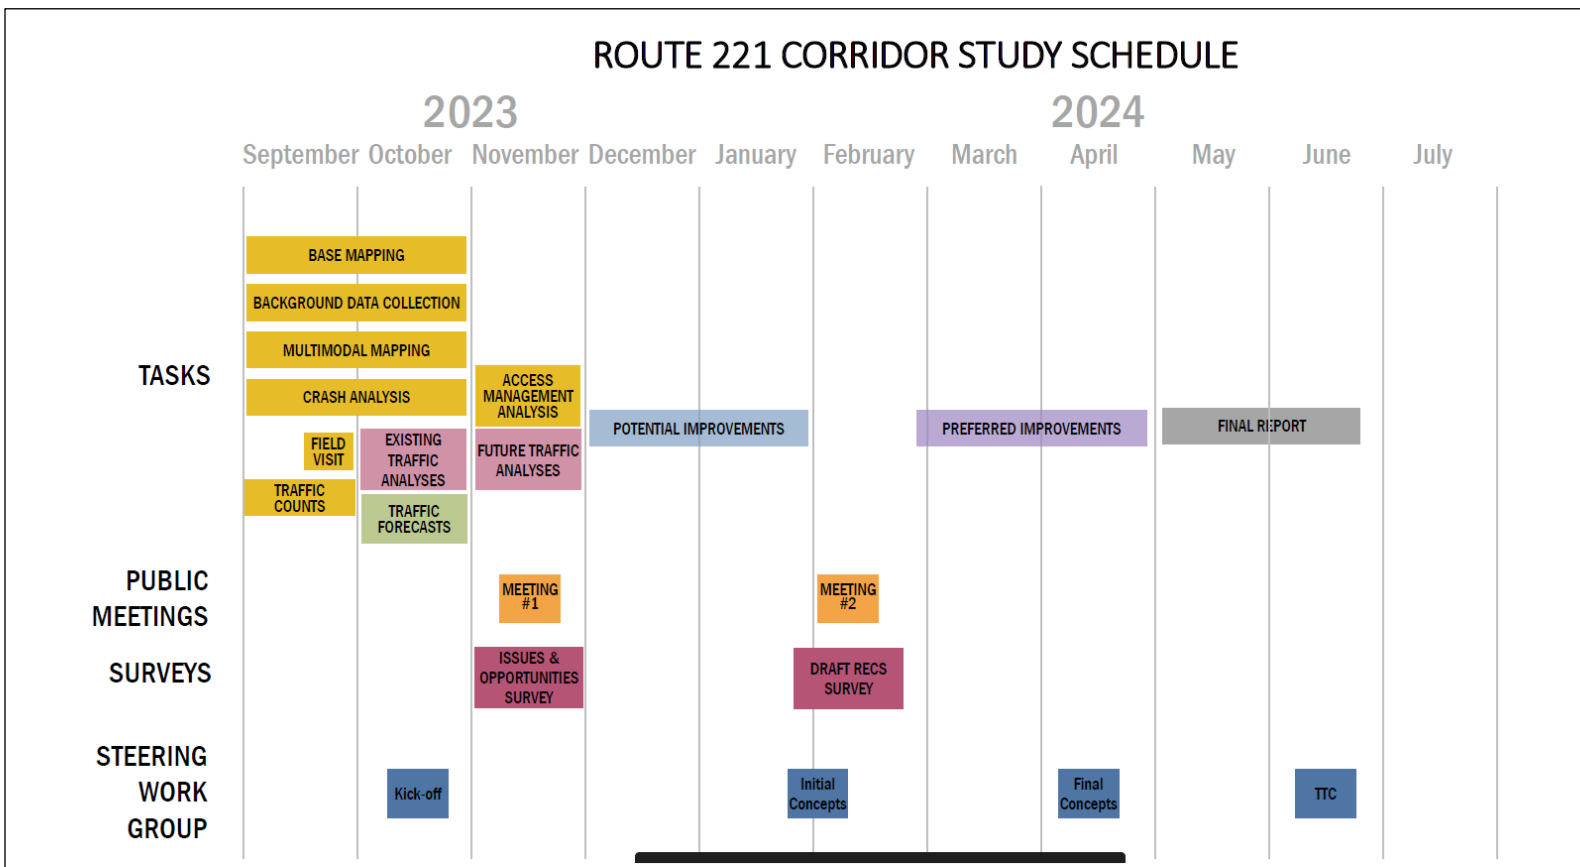 ROUTE 221 CORRIDOR STUDY SCHEDULE
2023 2024
September October November December January February March April May June July
TASKS
BASE MAPPING
BACKGROUND DATA COLLECTION
MULTIMODAL MAPPING
CRASH ANALYSIS
FIELD
VISIT
TRAFFIC
COUNTS
EXISTING
TRAFFIC
ANALYSES
TRAFFIC
FORECASTS
ACCESS
MANAGEMENT
ANALYSIS
FUTURE TRAFFIC
ANALYSES
POTENTIAL IMPROVEMENTS
PREFERRED IMPROVEMENTS
FINAL REPORT
PUBLIC
MEETINGS
MEETING
#1
MEETING
#2
SURVEYS
ISSUES &
OPPORTUNITIES
SURVEY
DRAFT RECS
SURVEY
STEERING
WORK
GROUP
Kick-off
Initial
Concepts
Final
Concepts
TTC